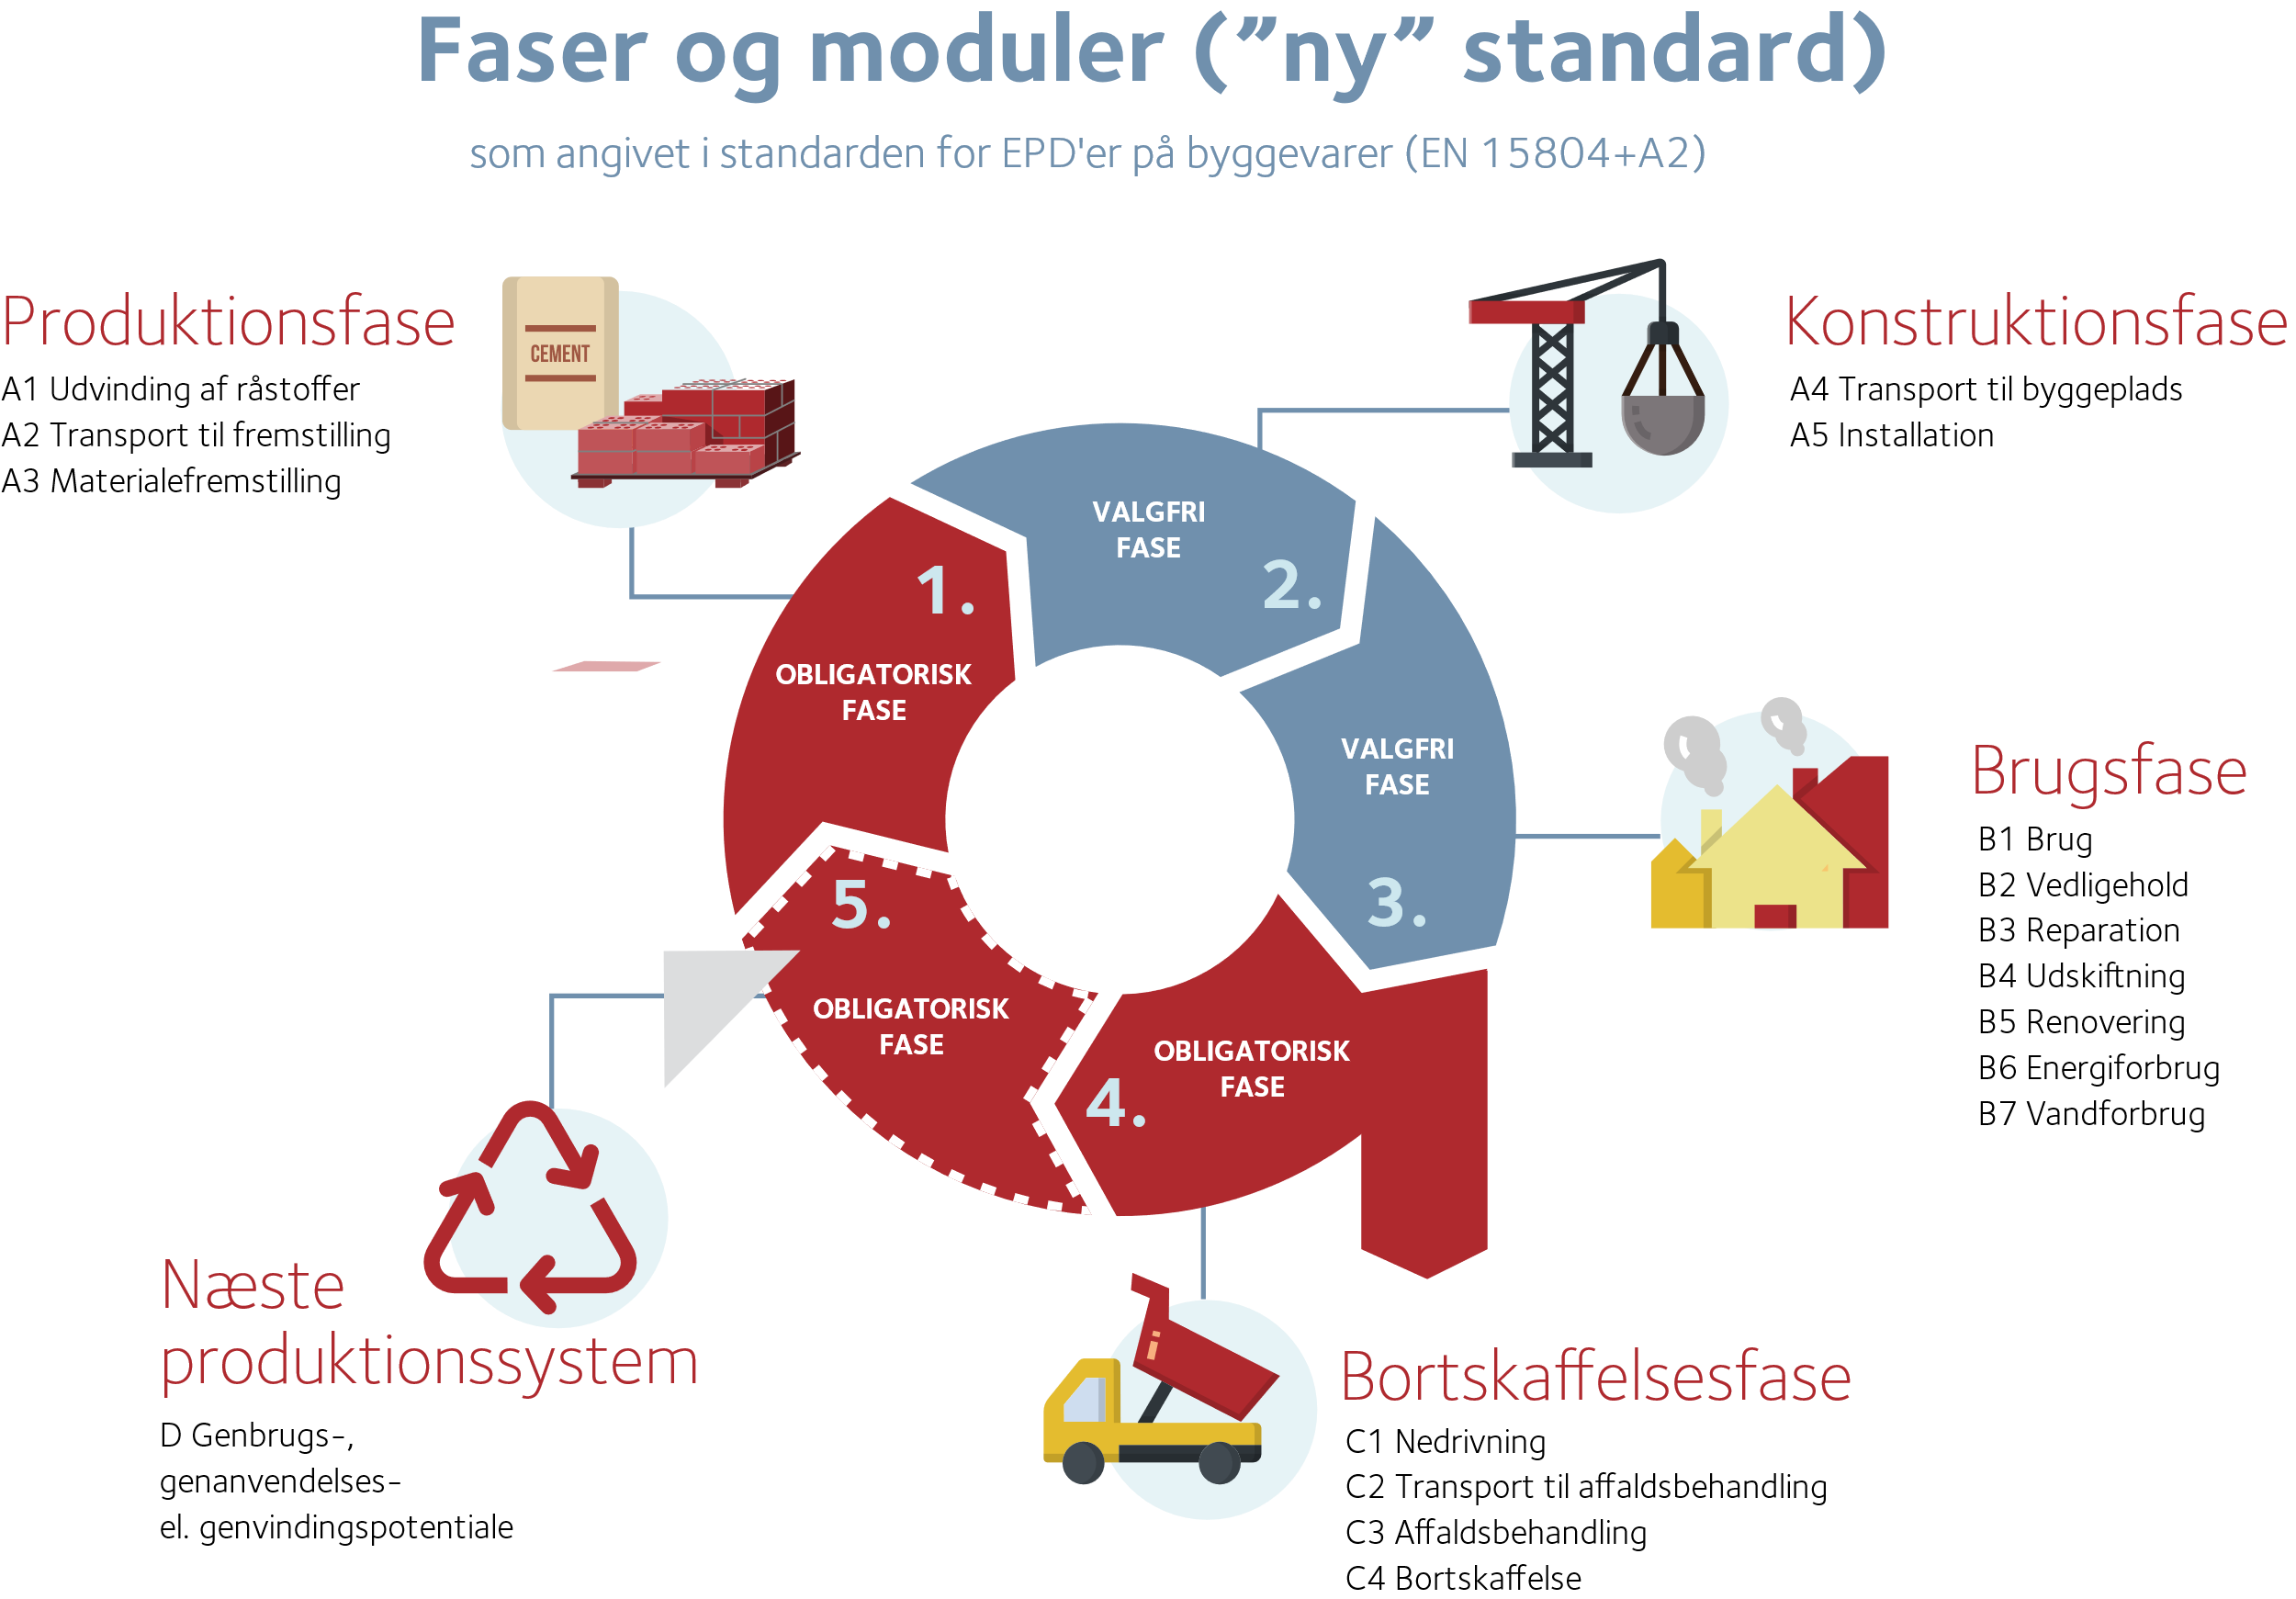 Faser og moduler (”ny” standard)
som angivet i standarden for EPD'er på byggevarer (EN 15804+A2)
Produktionsfase
A1 Udvinding af råstoffer
A2 Transport til fremstilling
A3 Materialefremstilling
CEMENT
Konstruktionsfase
A4 Transport til byggeplads
A5 Installation
1.
OBLIGATORISK
FASE
VALGFRI
FASE
2.
VALGFRI
FASE
3.
Brugsfase
B1 Brug
B2 Vedligehold
B3 Reparation
B4 Udskiftning
B5 Renovering
B6 Energiforbrug
B7 Vandforbrug
OBLIGATORISK
FASE
4.
Bortskaffelsesfase
C1 Nedrivning
C2 Transport til affaldsbehandling
C3 Affaldsbehandling
C4 Bortskaffelse
5.
OBLIGATORISK
FASE
Næste
produktionssystem
D Genbrugs-,
genanvendelses-
el. genvindingspotentiale